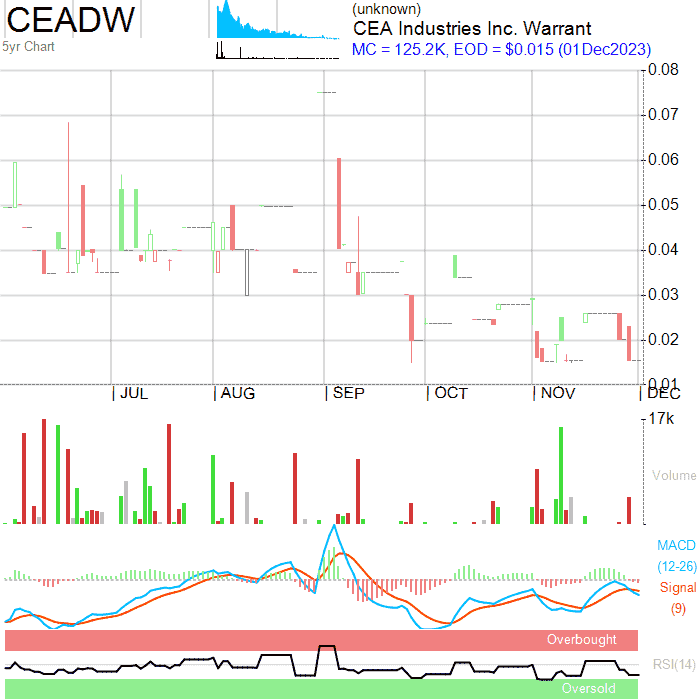 CEADW
5yr Chart
(unknown)
CEA Industries Inc. Warrant
MC = 125.2K, EOD = $0.015 (01Dec2023)
0.08
0.07
0.06
0.05
0.04
0.03
0.02
0.01
JUL AUG SEP OCT NOV DEC
17k
Volume
MACD
(12-26)
Signal
(9)
Overbought
RSI(14)
Oversold